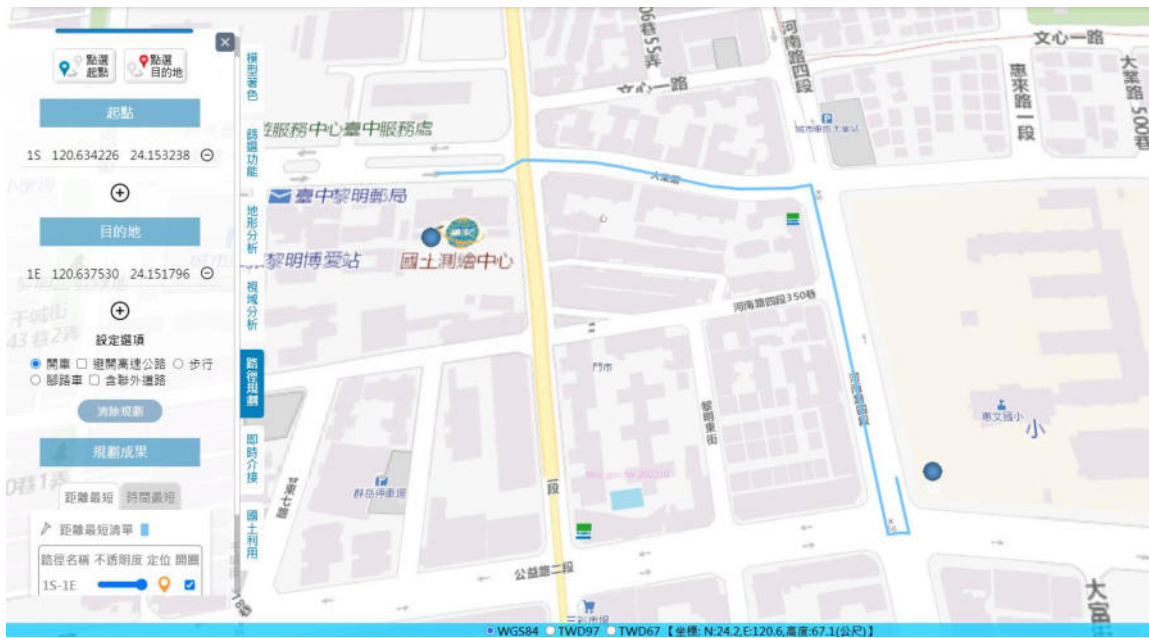 點選起點
點選目的地
起點
1S 120.634226 24.153238
目的地
1E 120.637530 24.151796
設定選項
開車 避開高速公路 步行
腳踏車 含聯外道路
清除規劃
規劃成果
距離最短 時間最短
距離最短清單
路徑名稱 不透明度 定位 開關
1S-1E
模型著色
篩選功能
地形分析
視域分析
路徑規劃
即時介接
國土利用
服務中心臺中服務處
臺中黎明郵局
黎明博愛站
國土測繪中心
文心一路
河南路四段
文心一路
惠來路一段
大業路
500巷
大業路
河南路四段350巷
門市
黎明東街
河南路四段
惠文國小
小
群岳停車場
段
公益路二段
大富街
WGS84 TWD97 TWD67【坐標: N:24.2,E:120.6,高度:67.1(公尺)】